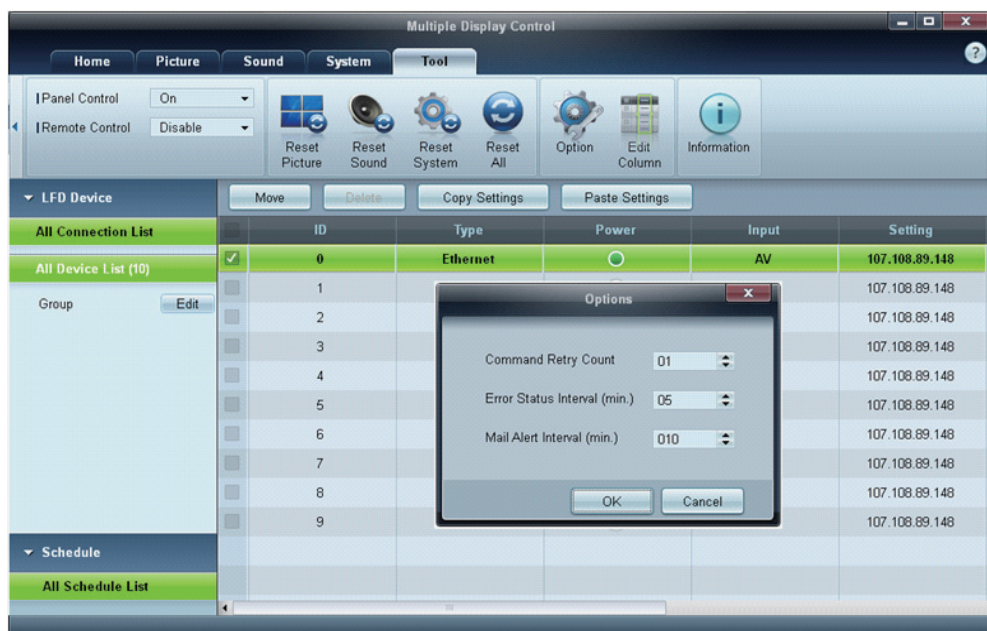 Multiple Display Control
Home Picture Sound System Tool
Panel Control On
Remote Control Disable
Reset Picture
Reset Sound
Reset System
Reset All
Option
Edit Column
Information
LFD Device
Move Delete Copy Settings Paste Settings
All Connection List
ID Type Power Input Setting
All Device List (10)
0 Ethernet AV 107.108.89.148
Group Edit
1 107.108.89.148
2 107.108.89.148
3 107.108.89.148
4 107.108.89.148
5 107.108.89.148
6 107.108.89.148
7 107.108.89.148
8 107.108.89.148
9 107.108.89.148
Options
Command Retry Count 01
Error Status Interval (min.) 05
Mail Alert Interval (min.) 010
OK Cancel
Schedule
All Schedule List